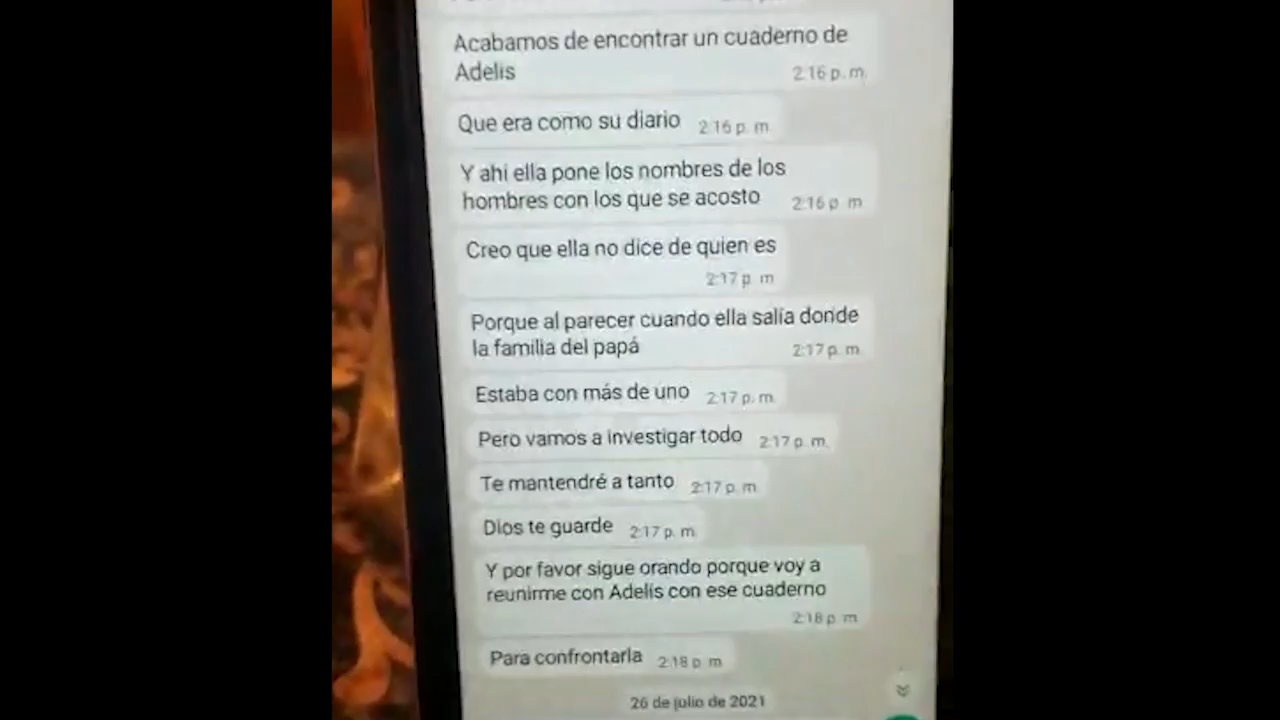 Acabamos de encontrar un cuaderno de
Adelis
2:16 p. m.
Que era como su diario
2:16 p. m.
Y ahi ella pone los nombres de los
hombres con los que se acosto
2:16 p. m.
Creo que ella no dice de quien es
2:17 p. m.
Porque al parecer cuando ella salía donde
la familia del papá
2:17 p. m.
Estaba con más de uno
2:17 p. m.
Pero vamos a investigar todo
2:17 p. m.
Te mantendré a tanto
2:17 p. m.
Dios te guarde
2:17 p. m.
Y por favor sigue orando porque voy a
reunirme con Adelis con ese cuaderno
2:18 p. m.
Para confrontarla
2:18 p. m.
26 de julio de 2021